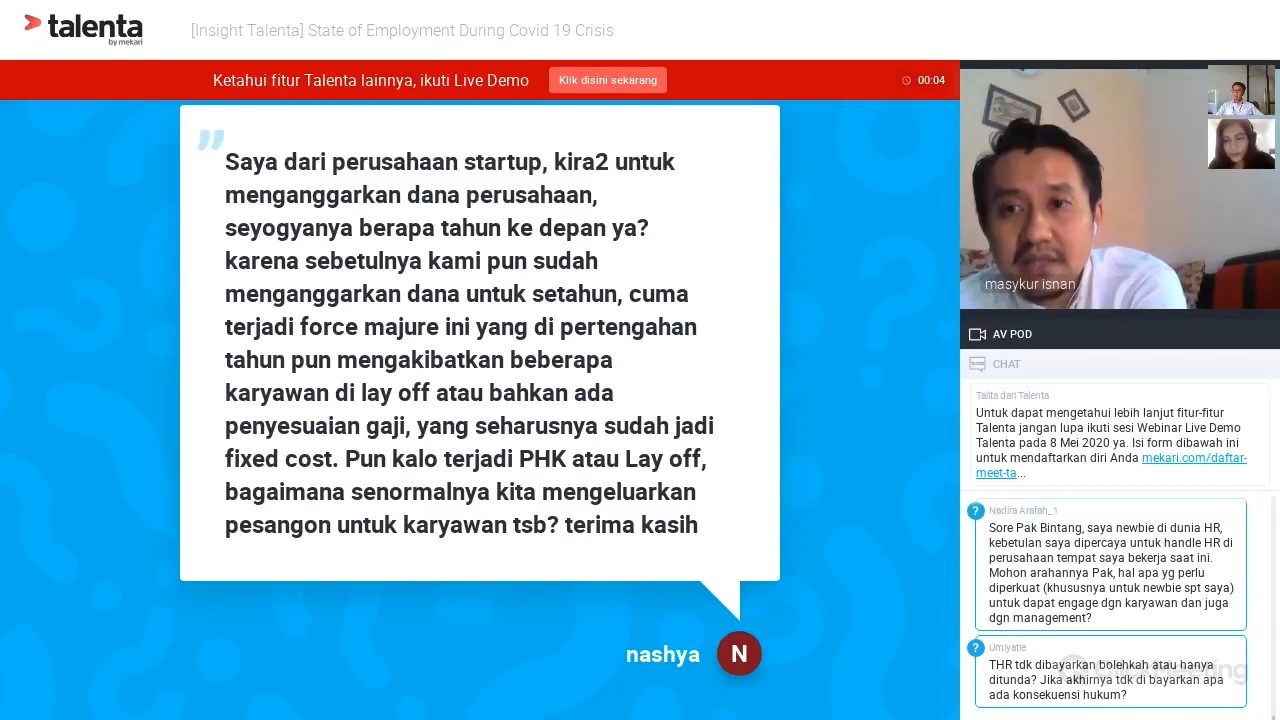 talenta
by mekari
[Insight Talenta] State of Employment During Covid 19 Crisis
Ketahui fitur Talenta lainnya, ikuti Live Demo
Klik disini sekarang
00:04
Saya dari perusahaan startup, kira2 untuk
menganggarkan dana perusahaan,
seyogyanya berapa tahun ke depan ya?
karena sebetulnya kami pun sudah
menganggarkan dana untuk setahun, cuma
terjadi force majure ini yang di pertengahan
tahun pun mengakibatkan beberapa
karyawan di lay off atau bahkan ada
penyesuaian gaji, yang seharusnya sudah jadi
fixed cost. Pun kalo terjadi PHK atau Lay off,
bagaimana senormalnya kita mengeluarkan
pesangon untuk karyawan tsb? terima kasih
nashya
N
masykur isnan
AV POD
CHAT
Talita dari Talenta
Untuk dapat mengetahui lebih lanjut fitur-fitur
Talenta jangan lupa ikuti sesi Webinar Live Demo
Talenta pada 8 Mei 2020 ya. Isi form dibawah ini
untuk mendaftarkan diri Anda mekari.com/daftar-
meet-ta...
?
Nadira Arafah_1
Sore Pak Bintang, saya newbie di dunia HR,
kebetulan saya dipercaya untuk handle HR di
perusahaan tempat saya bekerja saat ini.
Mohon arahannya Pak, hal apa yg perlu
diperkuat (khususnya untuk newbie spt saya)
untuk dapat engage dgn karyawan dan juga
dgn management?
?
Umiyatie
THR tdk dibayarkan bolehkah atau hanya
ditunda? Jika akhirnya tdk di bayarkan apa
ada konsekuensi hukum?
ClickMeeting